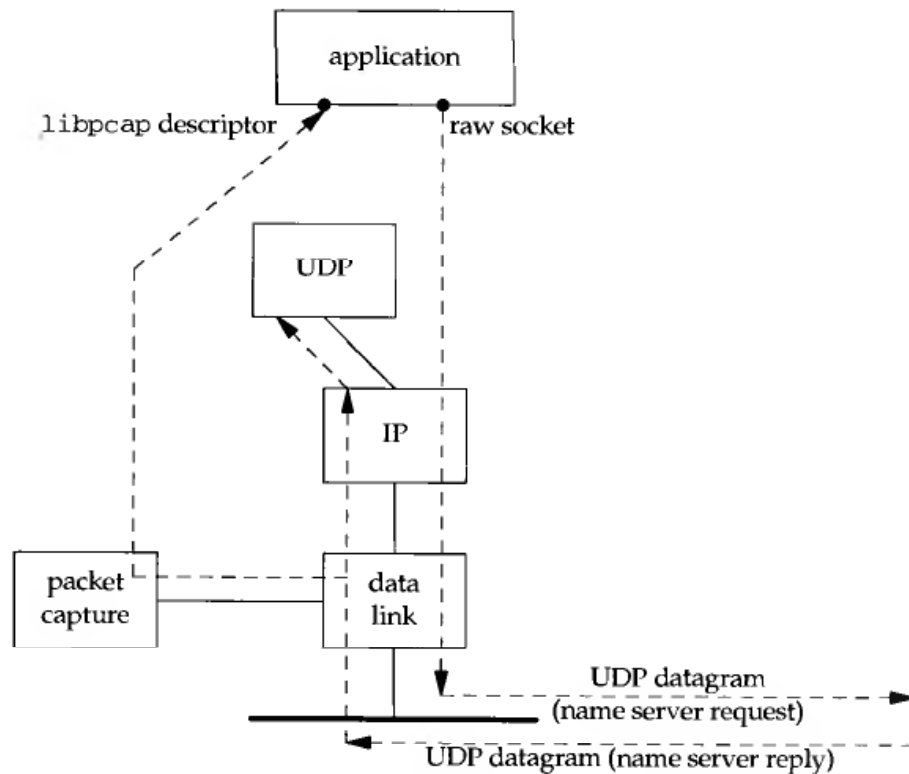 application
libpcap descriptor
raw socket
UDP
IP
packet
capture
data
link
UDP datagram
(name server request)
UDP datagram (name server reply)